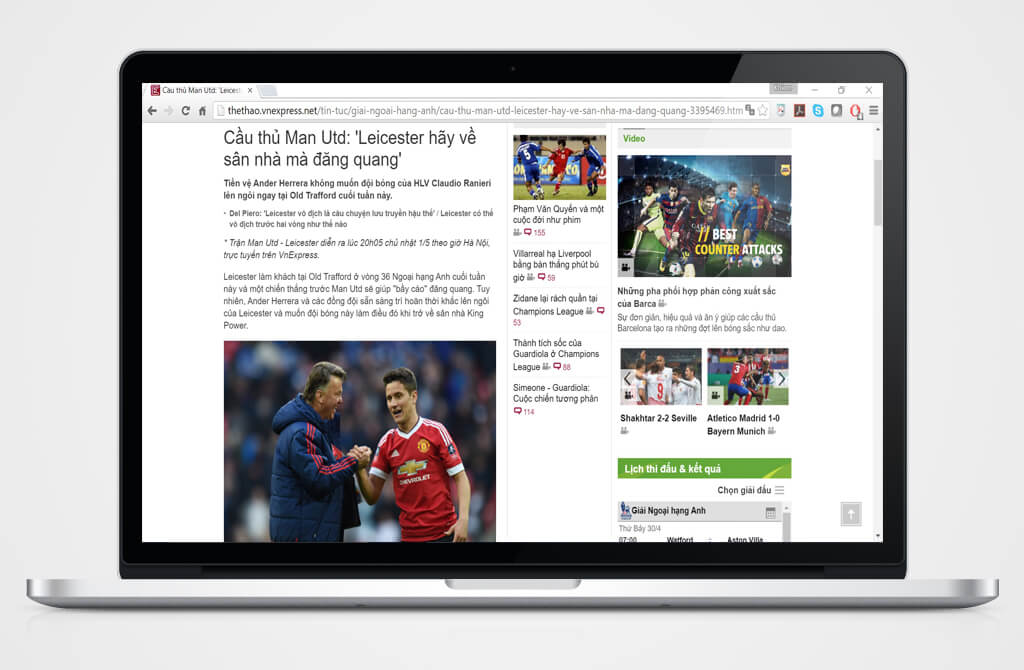 Cầu thủ Man Utd: 'Leicest
thethao.vnexpress.net/tin-tuc/giai-ngoai-hang-anh/cau-thu-man-utd-leicester-hay-ve-san-nha-ma-dang-quang-3395469.htm
Cầu thủ Man Utd: 'Leicester hãy về
sân nhà mà đăng quang'
Tiền vệ Ander Herrera không muốn đội bóng của HLV Claudio Ranieri
lên ngôi ngay tại Old Trafford cuối tuần này.
Del Piero: 'Leicester vô địch là câu chuyện lưu truyền hậu thế' / Leicester có thể
vô địch trước hai vòng như thế nào
* Trận Man Utd - Leicester diễn ra lúc 20h05 chủ nhật 1/5 theo giờ Hà Nội,
trực tuyến trên VnExpress.
Leicester làm khách tại Old Trafford ở vòng 36 Ngoại hạng Anh cuối tuần
này và một chiến thắng trước Man Utd sẽ giúp "bầy cáo" đăng quang. Tuy
nhiên, Ander Herrera và các đồng đội sẵn sàng trì hoãn thời khắc lên ngôi
của Leicester và muốn đội bóng này làm điều đó khi trở về sân nhà King
Power.
CHEVROLET
Phạm Văn Quyến và một
cuộc đời như phim
155
Villarreal hạ Liverpool
bằng bàn thắng phút bù
giờ 59
Zidane lại rách quần tại
Champions League
53
Thành tích sốc của
Guardiola ở Champions
League 88
Simeone - Guardiola:
Cuộc chiến tương phản
114
Video
// BEST
COUNTER ATTACKS
Những pha phối hợp phản công xuất sắc
của Barca
Sự đơn giản, hiệu quả và ăn ý giúp các cầu thủ
Barcelona tạo ra những đợt lên bóng sắc như dao.
Shakhtar 2-2 Seville
Atletico Madrid 1-0
Bayern Munich
Lịch thi đấu & kết quả
Chọn giải đấu
Giải Ngoại hạng Anh
Thứ Bảy 30/4
07:00 Watford : Aston Villa